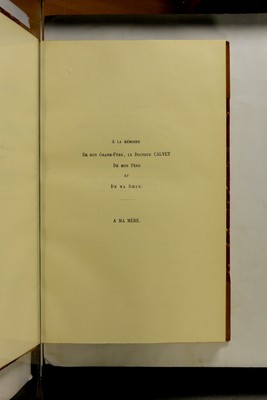 A LA MÉMOIRE
DE MON GRAND-PÈRE, LE DOCTEUR CALVET
DE MON PÈRE
ET
DE MA SŒUR.
A MA MÈRE.